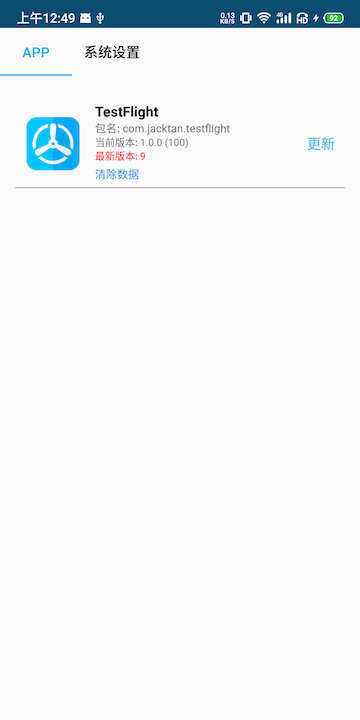 上午12:49
0.13
KB/S
4G
HD
92
APP
系统设置
TestFlight
包名: com.jacktan.testflight
当前版本: 1.0.0 (100)
最新版本: 9
更新
清除数据